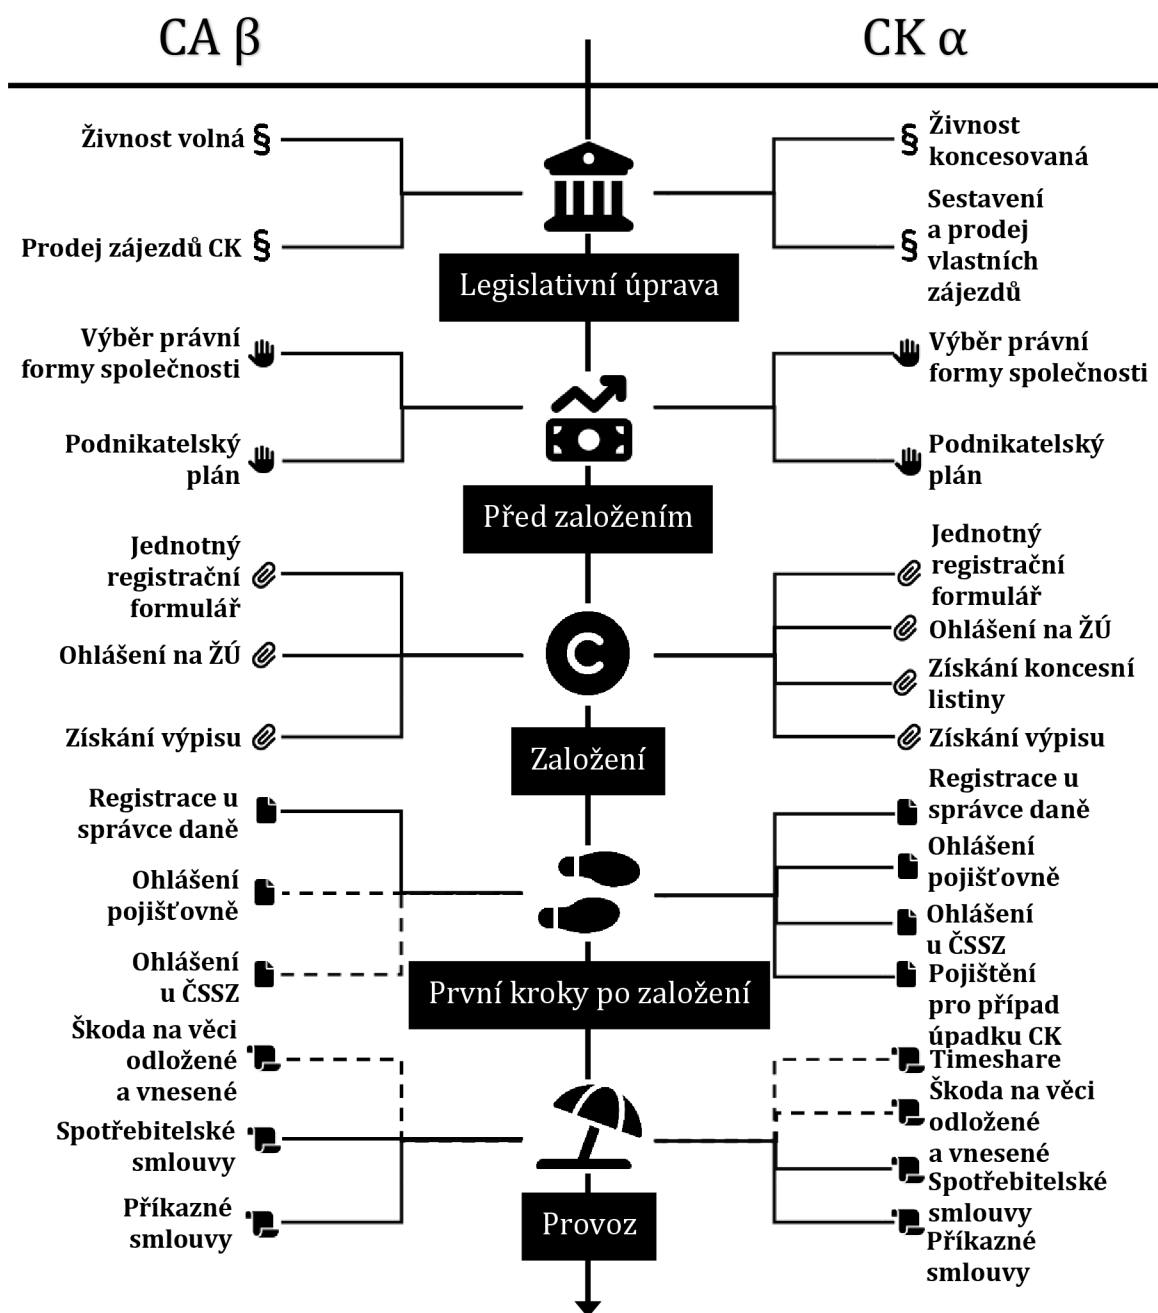 CA β
CK α
Živnost volná
Prodej zájezdů CK
Živnost
koncesovaná
Sestavení
a prodej
vlastních
zájezdů
Legislativní úprava
Výběr právní
formy společnosti
Podnikatelský
plán
Výběr právní
formy společnosti
Podnikatelský
plán
Před založením
Jednotný
registrační
formulář
Ohlášení na ŽÚ
Získání výpisu
Jednotný
registrační
formulář
Ohlášení na ŽÚ
Získání koncesní
listiny
Získání výpisu
Založení
Registrace u
správce daně
Ohlášení
pojišťovně
Ohlášení
u ČSSZ
Registrace u
správce daně
Ohlášení
pojišťovně
Ohlášení
u ČSSZ
Pojištění
pro případ
úpadku CK
První kroky po založení
Škoda na věci
odložené
a vnesené
Spotřebitelské
smlouvy
Příkazné
smlouvy
Timeshare
Škoda na věci
odložené
a vnesené
Spotřebitelské
smlouvy
Příkazné
smlouvy
Provoz